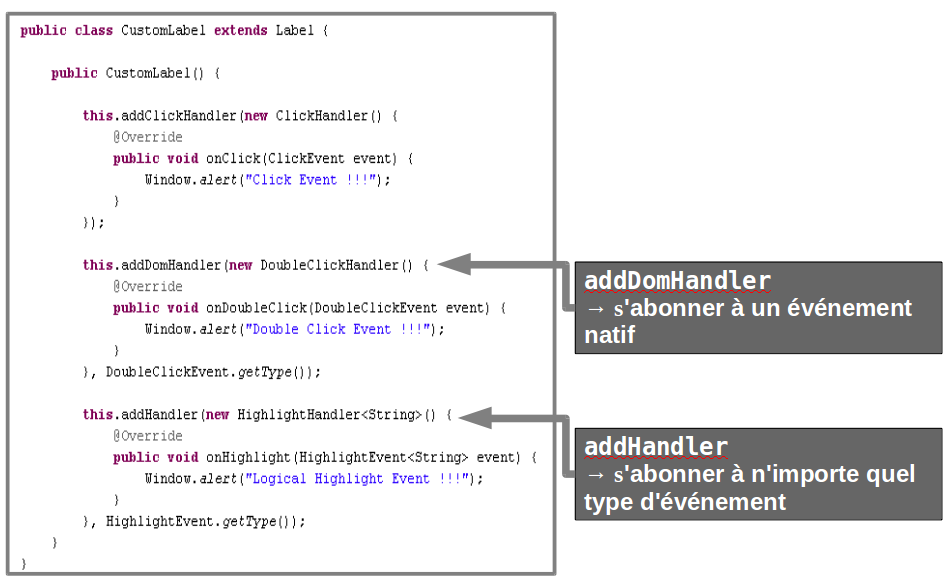 public class CustomLabel extends Label {
public CustomLabel() {
this.addClickHandler(new ClickHandler() {
@Override
public void onClick(ClickEvent event) {
Window.alert("Click Event !!!");
}
});
this.addDomHandler(new DoubleClickHandler() {
@Override
public void onDoubleClick(DoubleClickEvent event) {
Window.alert("Double Click Event !!!");
}
}, DoubleClickEvent.getType());
this.addHandler(new HighlightHandler<String>() {
@Override
public void onHighlight(HighlightEvent<String> event) {
Window.alert("Logical Highlight Event !!!");
}
}, HighlightEvent.getType());
}
}
addDomHandler
→ s'abonner à un événement
natif
addHandler
→ s'abonner à n'importe quel
type d'événement